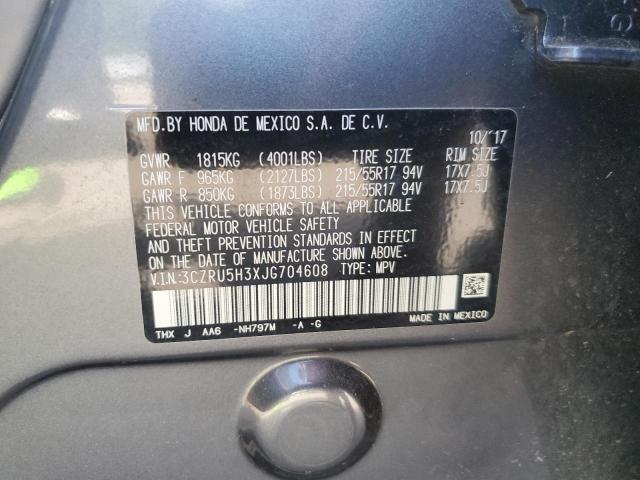 MFD.BY HONDA DE MEXICO S.A. DE C.V. 10/'17
GVWR 1815KG (4001LBS) TIRE SIZE RIM SIZE
GAWR F 965KG (2127LBS) 215/55R17 94V 17X7.5J
GAWR R 850KG (1873LBS) 215/55R17 94V 17X7.5J
THIS VEHICLE CONFORMS TO ALL APPLICABLE
FEDERAL MOTOR VEHICLE SAFETY
AND THEFT PREVENTION STANDARDS IN EFFECT
ON THE DATE OF MANUFACTURE SHOWN ABOVE.
V.I.N:3CZRU5H3XJG704608 TYPE: MPV
THX J AA6 -NH797M -A -G MADE IN MEXICO